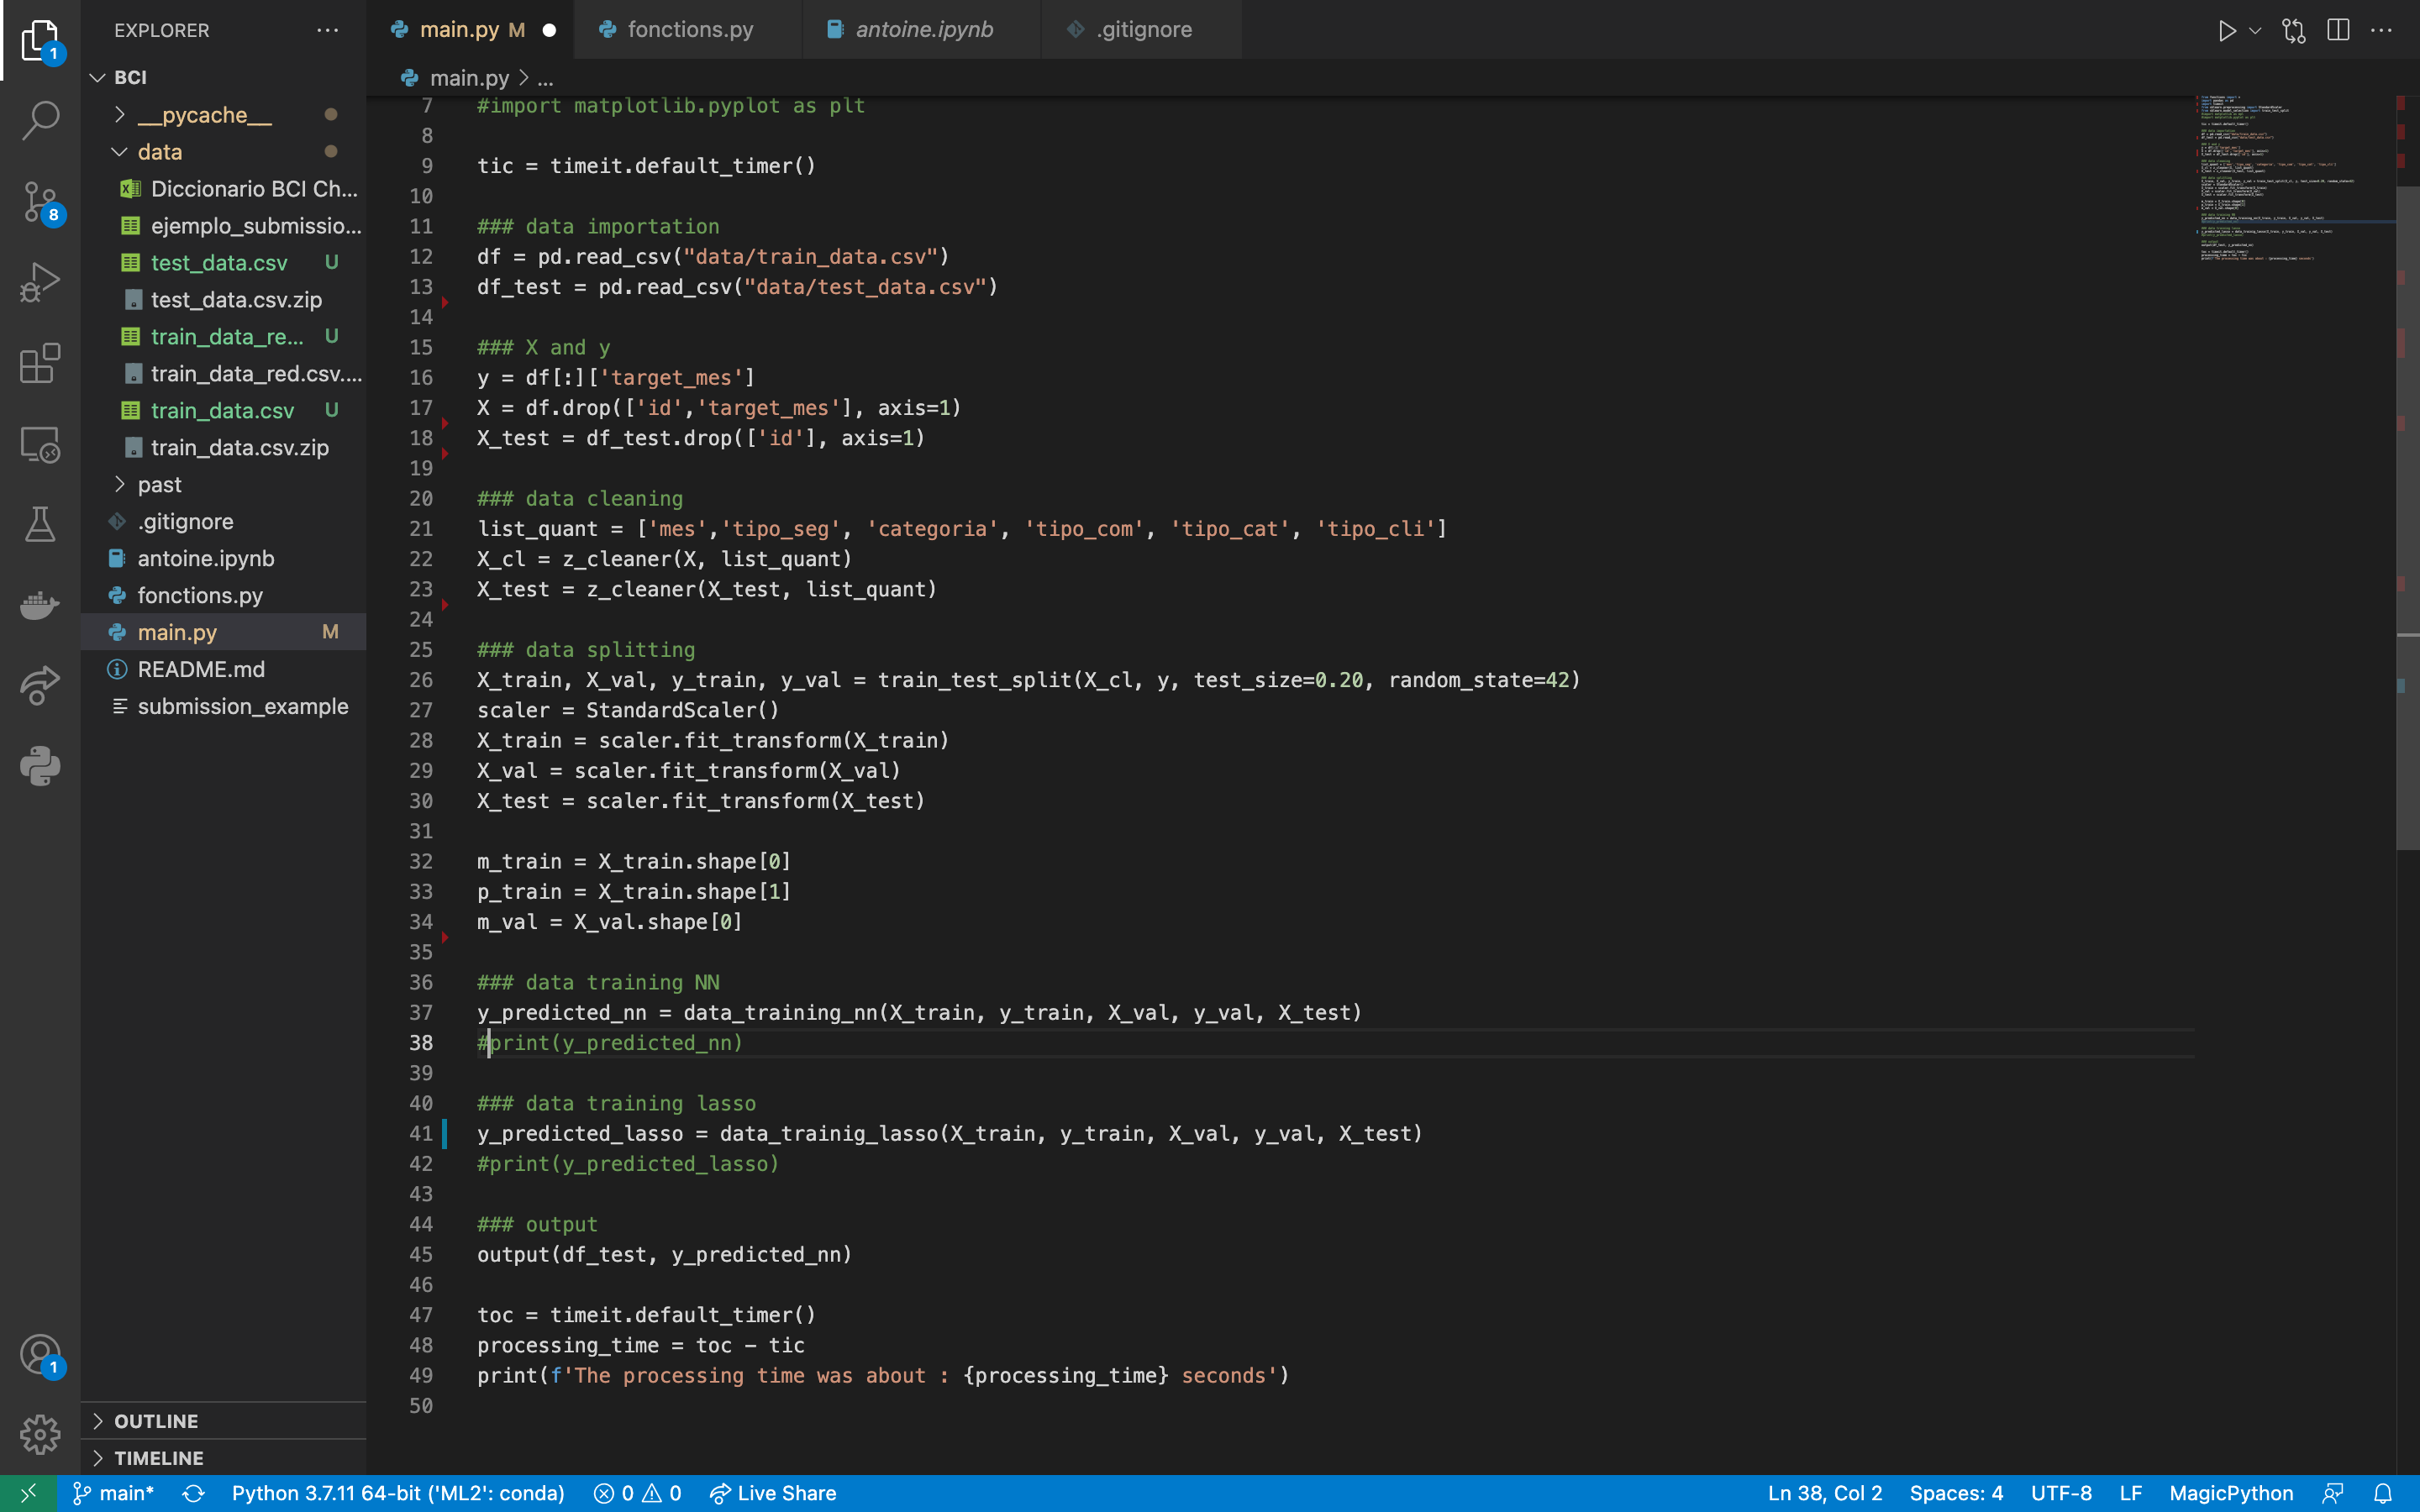 EXPLORER
BCI
__pycache__
data
Diccionario BCI Ch...
ejemplo_submissio...
test_data.csv U
test_data.csv.zip
train_data_re... U
train_data_red.csv....
train_data.csv U
train_data.csv.zip
past
.gitignore
antoine.ipynb
fonctions.py
main.py M
README.md
submission_example
OUTLINE
TIMELINE
1
8
1
main.py M
fonctions.py
antoine.ipynb
.gitignore
main.py > ...
7 #import matplotlib.pyplot as plt
8
9 tic = timeit.default_timer()
10
11 ### data importation
12 df = pd.read_csv("data/train_data.csv")
13 df_test = pd.read_csv("data/test_data.csv")
14
15 ### X and y
16 y = df[:]['target_mes']
17 X = df.drop(['id','target_mes'], axis=1)
18 X_test = df_test.drop(['id'], axis=1)
19
20 ### data cleaning
21 list_quant = ['mes','tipo_seg', 'categoria', 'tipo_com', 'tipo_cat', 'tipo_cli']
22 X_cl = z_cleaner(X, list_quant)
23 X_test = z_cleaner(X_test, list_quant)
24
25 ### data splitting
26 X_train, X_val, y_train, y_val = train_test_split(X_cl, y, test_size=0.20, random_state=42)
27 scaler = StandardScaler()
28 X_train = scaler.fit_transform(X_train)
29 X_val = scaler.fit_transform(X_val)
30 X_test = scaler.fit_transform(X_test)
31
32 m_train = X_train.shape[0]
33 p_train = X_train.shape[1]
34 m_val = X_val.shape[0]
35
36 ### data training NN
37 y_predicted_nn = data_training_nn(X_train, y_train, X_val, y_val, X_test)
38 #print(y_predicted_nn)
39
40 ### data training lasso
41 y_predicted_lasso = data_trainig_lasso(X_train, y_train, X_val, y_val, X_test)
42 #print(y_predicted_lasso)
43
44 ### output
45 output(df_test, y_predicted_nn)
46
47 toc = timeit.default_timer()
48 processing_time = toc - tic
49 print(f'The processing time was about : {processing_time} seconds')
50
main* Python 3.7.11 64-bit ('ML2': conda) 0 0 Live Share Ln 38, Col 2 Spaces: 4 UTF-8 LF MagicPython